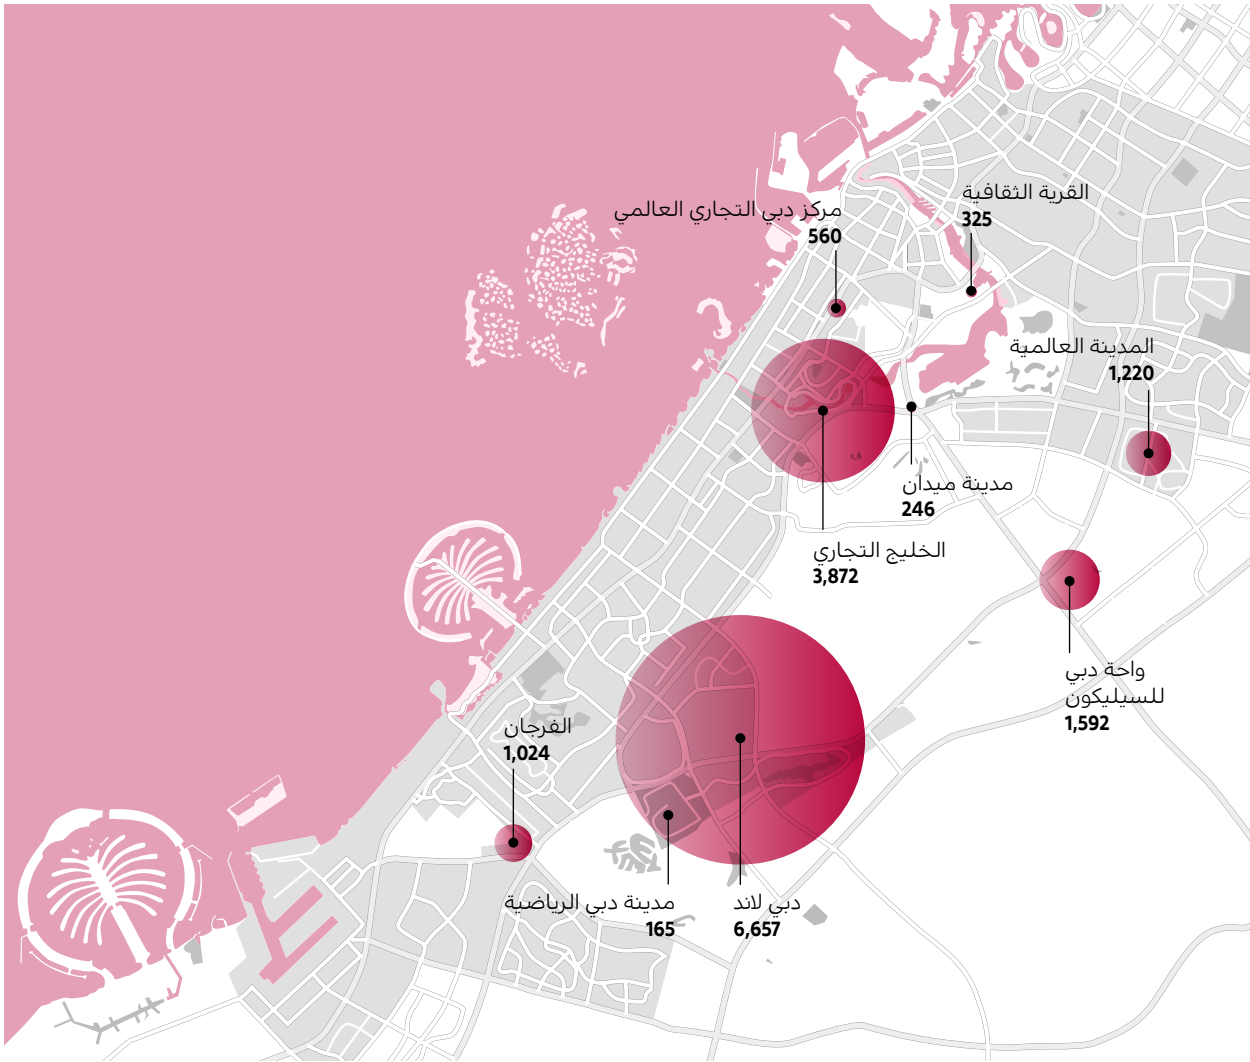 القرية الثقافية
325
مركز دبي التجاري العالمي
560
المدينة العالمية
1,220
مدينة ميدان
246
الخليج التجاري
3,872
واحة دبي
للسيليكون
1,592
الفرجان
1,024
مدينة دبي الرياضية
165
دبي لاند
6,657